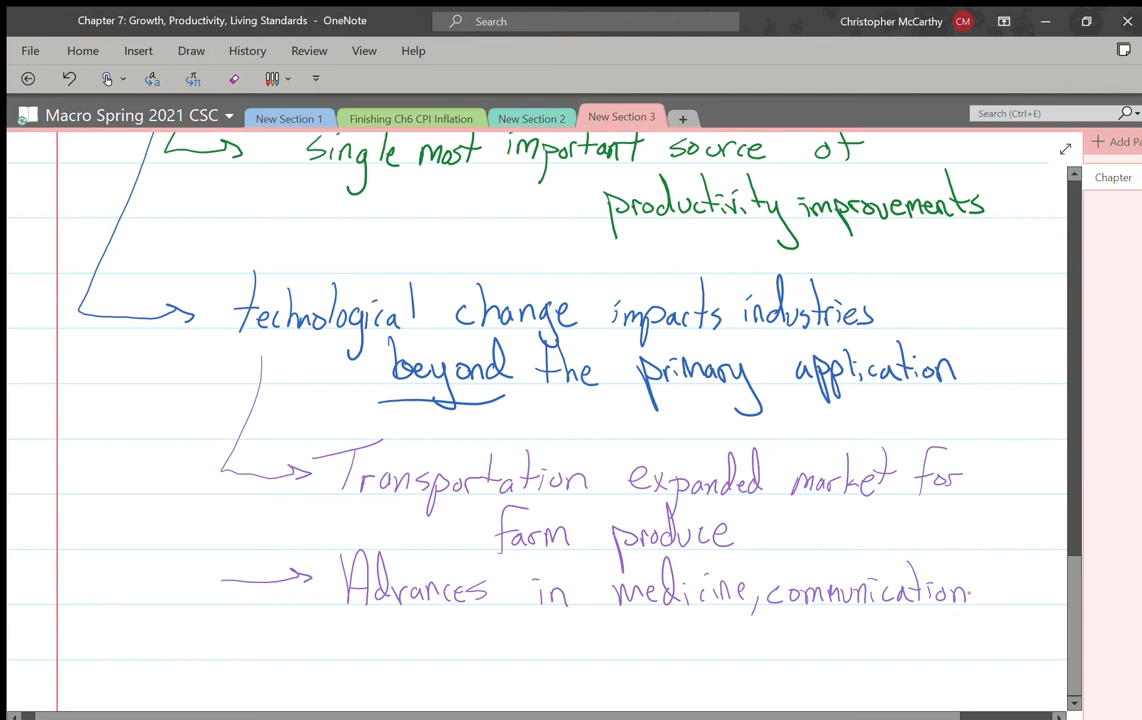 Chapter 7: Growth, Productivity, Living Standards - OneNote
Search
Christopher McCarthy CM
File Home Insert Draw History Review View Help
Macro Spring 2021 CSC
New Section 1
Finishing Ch6 CPI Inflation
New Section 2
New Section 3
Search (Ctrl+E)
Add Pa
Chapter
single most important source of
productivity improvements
technological change impacts industries
beyond the primary application
Transportation expanded market for
farm produce
Advances in medicine, communication